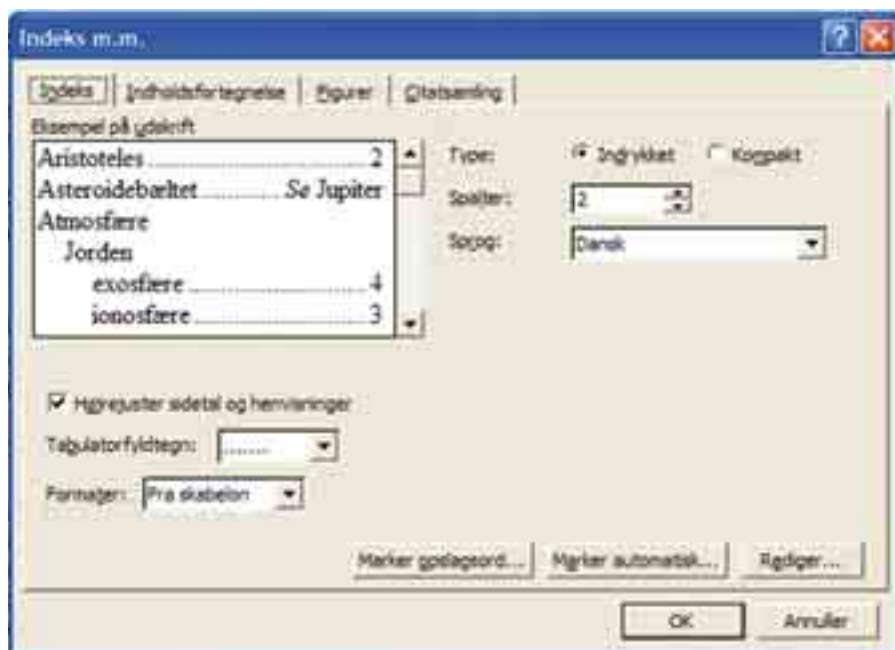 Indeks m.m.
Indeks Indholdsfortegnelse Figurer Citatsamling
Eksempel på udskrift
Aristoteles 2
Asteroidebæltet Se Jupiter
Atmosfære
Jorden
exosfære 4
ionosfære 3
Type: Indrykket Kompakt
Spalter: 2
Sprog: Dansk
Højrejuster sidetal og henvisninger
Tabulatorfyldtegn: .......
Formater: Fra skabelon
Marker opslagsord... Marker automatisk... Rediger...
OK Annuller